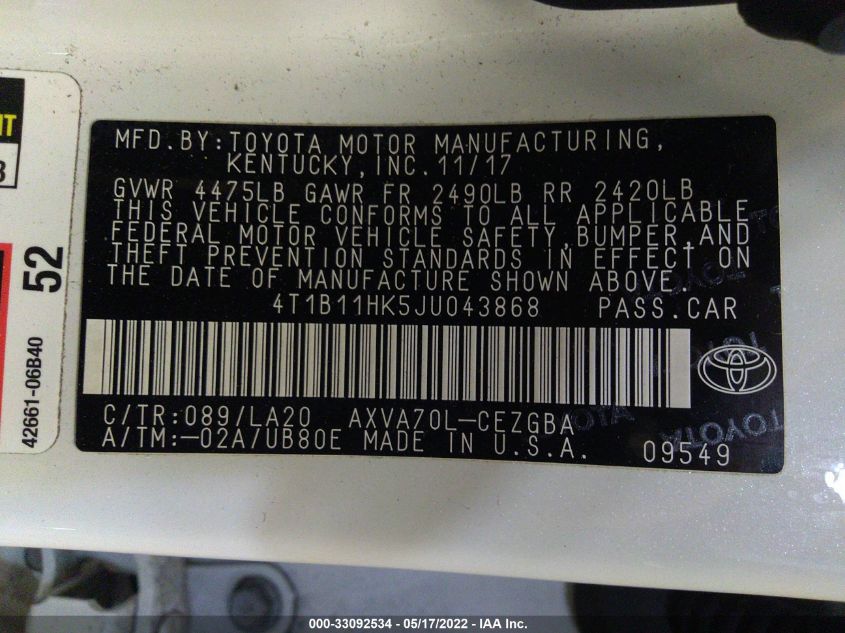 MFD.BY:TOYOTA MOTOR MANUFACTURING,
KENTUCKY,INC.11/17
GVWR 4475LB GAWR FR 2490LB RR 2420LB
THIS VEHICLE CONFORMS TO ALL APPLICABLE
FEDERAL MOTOR VEHICLE SAFETY,BUMPER,AND
THEFT PREVENTION STANDARDS IN EFFECT ON
THE DATE OF MANUFACTURE SHOWN ABOVE.
4T1B11HK5JU043868 PASS.CAR
C/TR:089/LA20 AXVA70L-CEZGBA
A/TM:-02A/UB80E MADE IN U.S.A. 09549
TOYOTA
TOYOTA
TOYOTA
52
42661-06B40
000-33092534 - 05/17/2022 - IAA Inc.